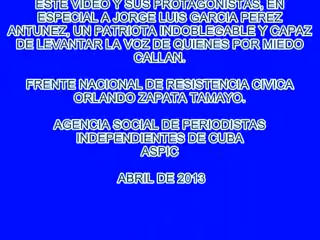 ESTE VIDEO Y SUS PROTAGONISTAS, EN
ESPECIAL A JORGE LUIS GARCIA PEREZ
ANTUNEZ, UN PATRIOTA INDOBLEGABLE Y CAPAZ
DE LEVANTAR LA VOZ DE QUIENES POR MIEDO
CALLAN.
FRENTE NACIONAL DE RESISTENCIA CIVICA
ORLANDO ZAPATA TAMAYO.
AGENCIA SOCIAL DE PERIODISTAS
INDEPENDIENTES DE CUBA
ASPIC
ABRIL DE 2013